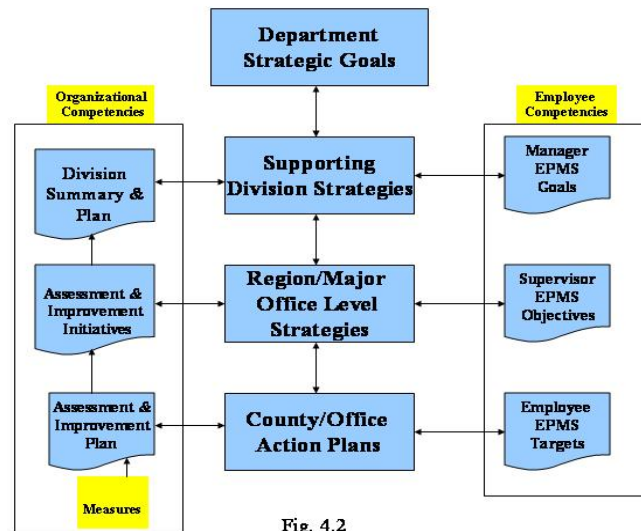 Department
Strategic Goals
Organizational
Competencies
Employee
Competencies
Division
Summary &
Plan
Supporting
Division Strategies
Manager
EPMS
Goals
Assessment &
Improvement
Initiatives
Region/Major
Office Level
Strategies
Supervisor
EPMS
Objectives
Assessment &
Improvement
Plan
County/Office
Action Plans
Employee
EPMS
Targets
Measures
Fig. 4.2